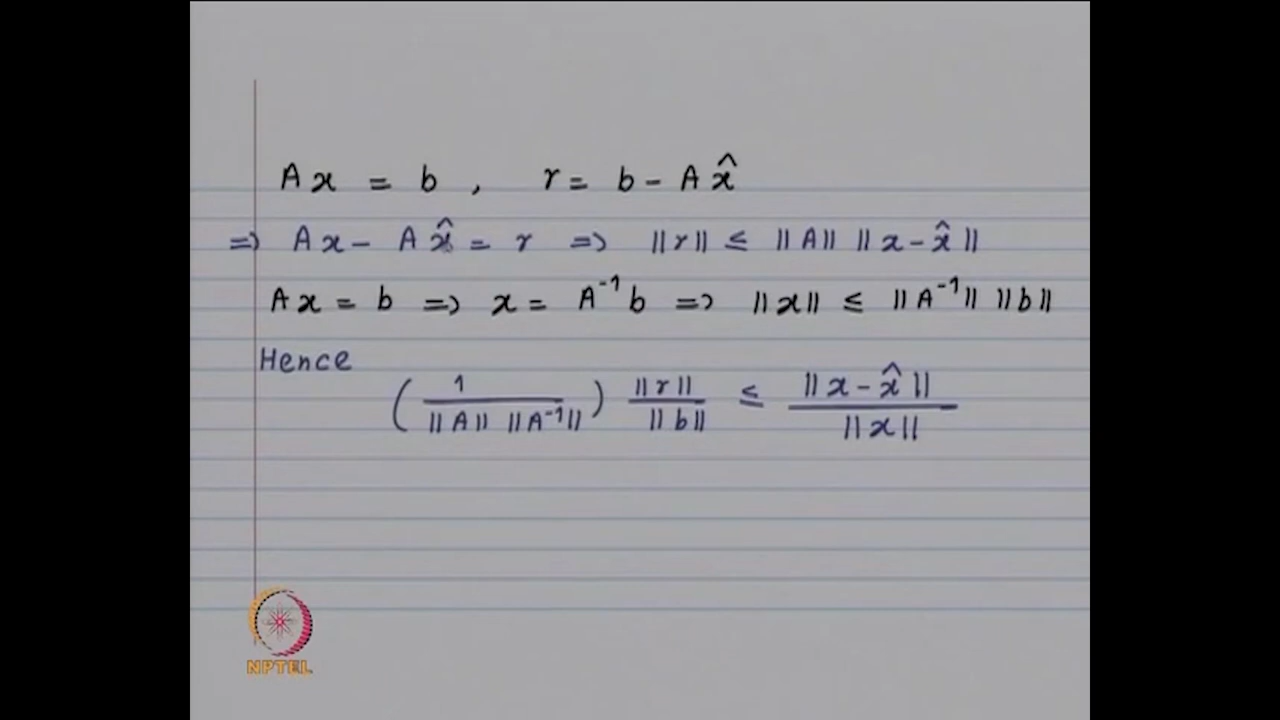 Ax = b , r = b - Ax̂
=> Ax - Ax̂ = r => ||r|| ≤ ||A|| ||x - x̂||
Ax = b => x = A⁻¹b => ||x|| ≤ ||A⁻¹|| ||b||
Hence
(1 / ||A|| ||A⁻¹||) ||r|| / ||b|| ≤ ||x - x̂|| / ||x||
NPTEL